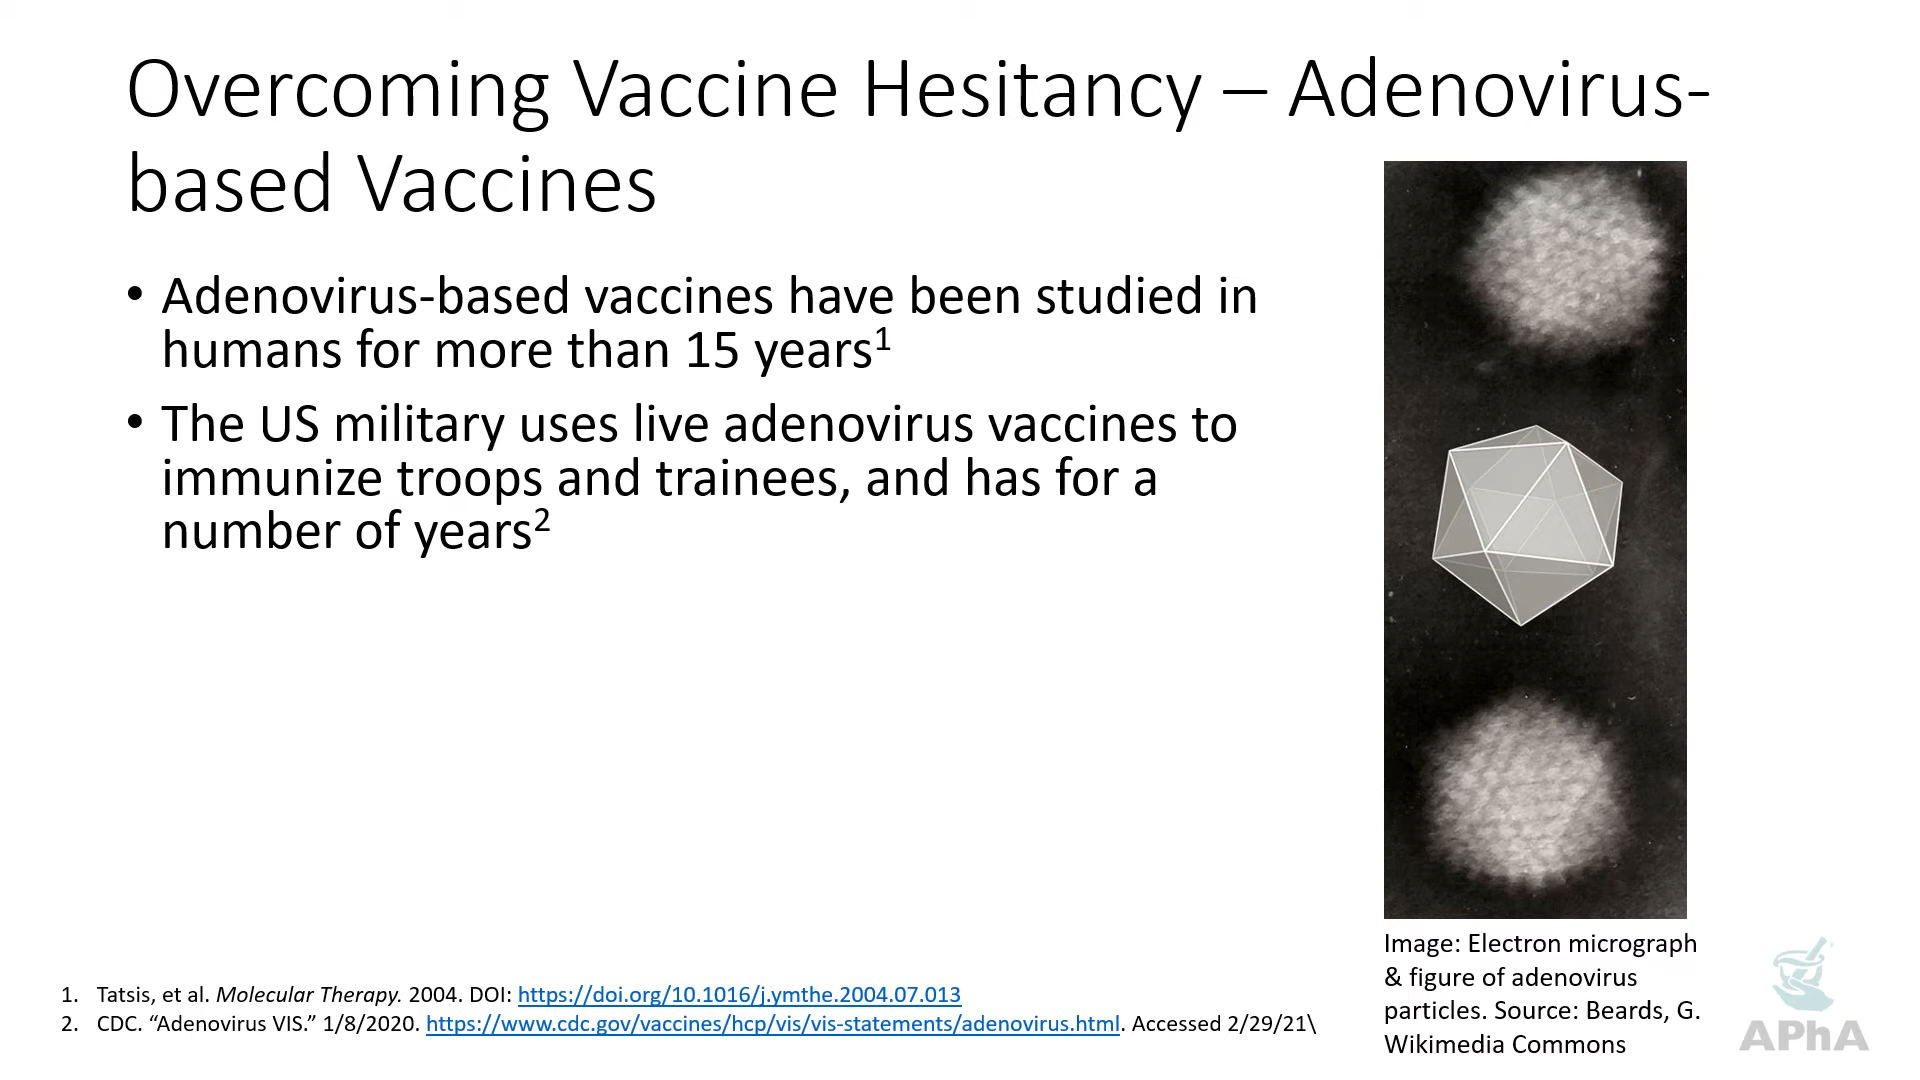 Overcoming Vaccine Hesitancy – Adenovirus-
based Vaccines
• Adenovirus-based vaccines have been studied in
humans for more than 15 years¹
• The US military uses live adenovirus vaccines to
immunize troops and trainees, and has for a
number of years²
Image: Electron micrograph
& figure of adenovirus
particles. Source: Beards, G.
Wikimedia Commons
1. Tatsis, et al. Molecular Therapy. 2004. DOI: https://doi.org/10.1016/j.ymthe.2004.07.013
2. CDC. “Adenovirus VIS.” 1/8/2020. https://www.cdc.gov/vaccines/hcp/vis/vis-statements/adenovirus.html. Accessed 2/29/21\
APhA